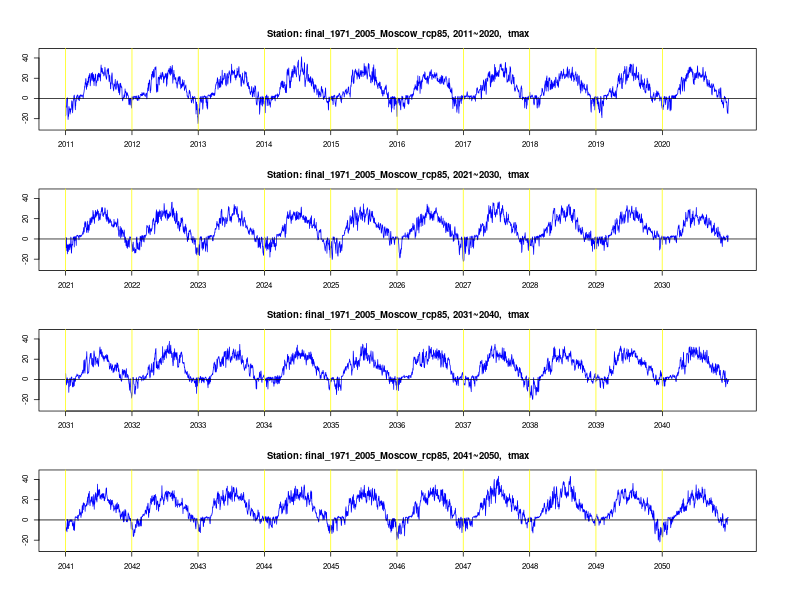 Station: final_1971_2005_Moscow_rcp85, 2011~2020, tmax
40
20
0
-20
2011 2012 2013 2014 2015 2016 2017 2018 2019 2020
Station: final_1971_2005_Moscow_rcp85, 2021~2030, tmax
40
20
0
-20
2021 2022 2023 2024 2025 2026 2027 2028 2029 2030
Station: final_1971_2005_Moscow_rcp85, 2031~2040, tmax
40
20
0
-20
2031 2032 2033 2034 2035 2036 2037 2038 2039 2040
Station: final_1971_2005_Moscow_rcp85, 2041~2050, tmax
40
20
0
-20
2041 2042 2043 2044 2045 2046 2047 2048 2049 2050